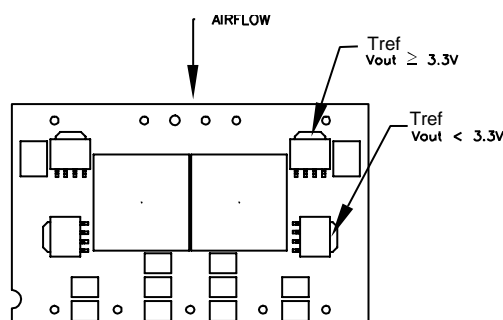 AIRFLOW
Tref
Vout ≥ 3.3V
Tref
Vout < 3.3V